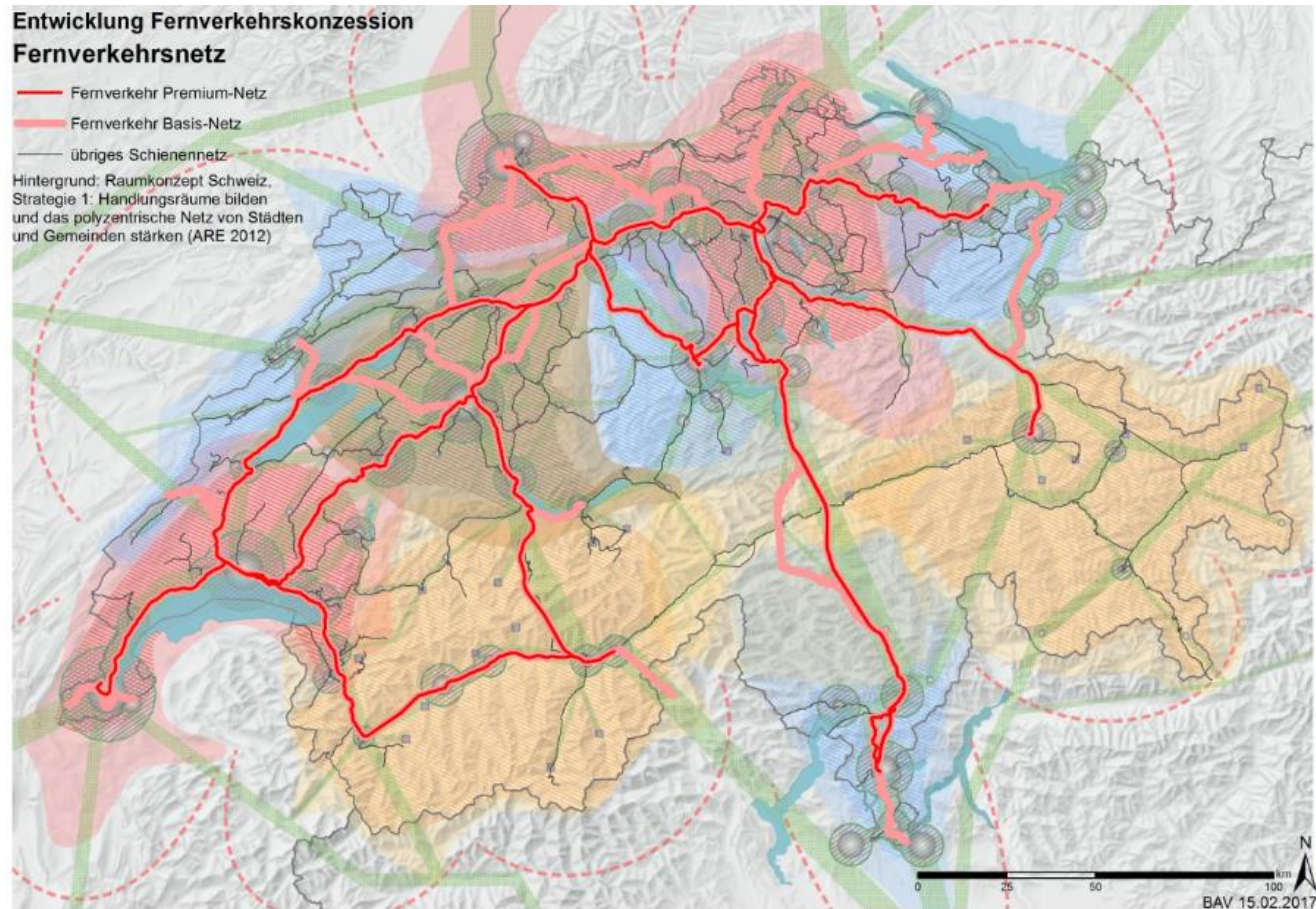 Entwicklung Fernverkehrskonzession
Fernverkehrsnetz
Fernverkehr Premium-Netz
Fernverkehr Basis-Netz
übriges Schienennetz
Hintergrund: Raumkonzept Schweiz,
Strategie 1: Handlungsräume bilden
und das polyzentrische Netz von Städten
und Gemeinden stärken (ARE 2012)
N
km
0 25 50 100
BAV 15.02.2017